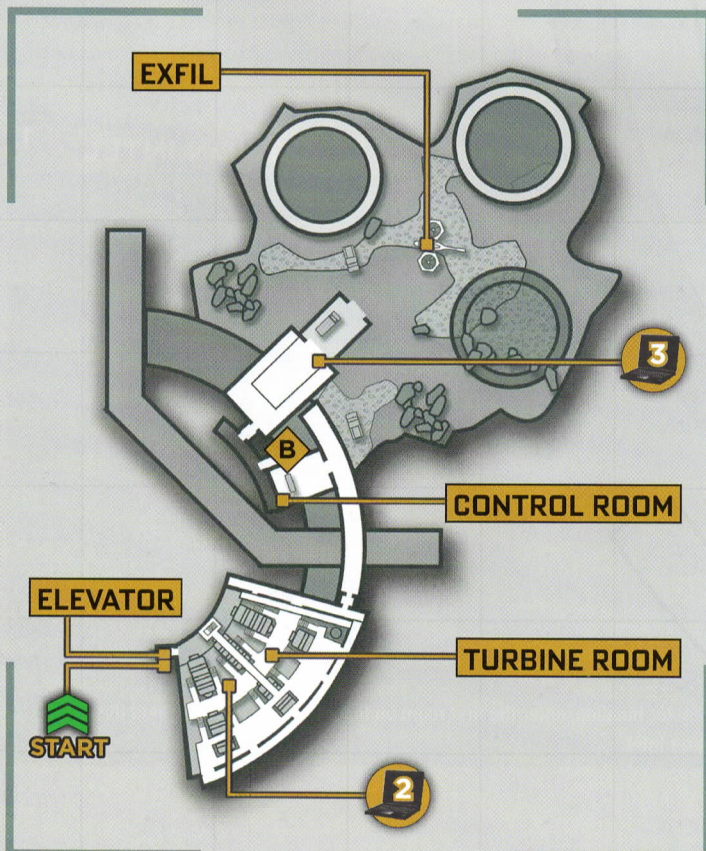 EXFIL
3
B
CONTROL ROOM
ELEVATOR
TURBINE ROOM
START
2